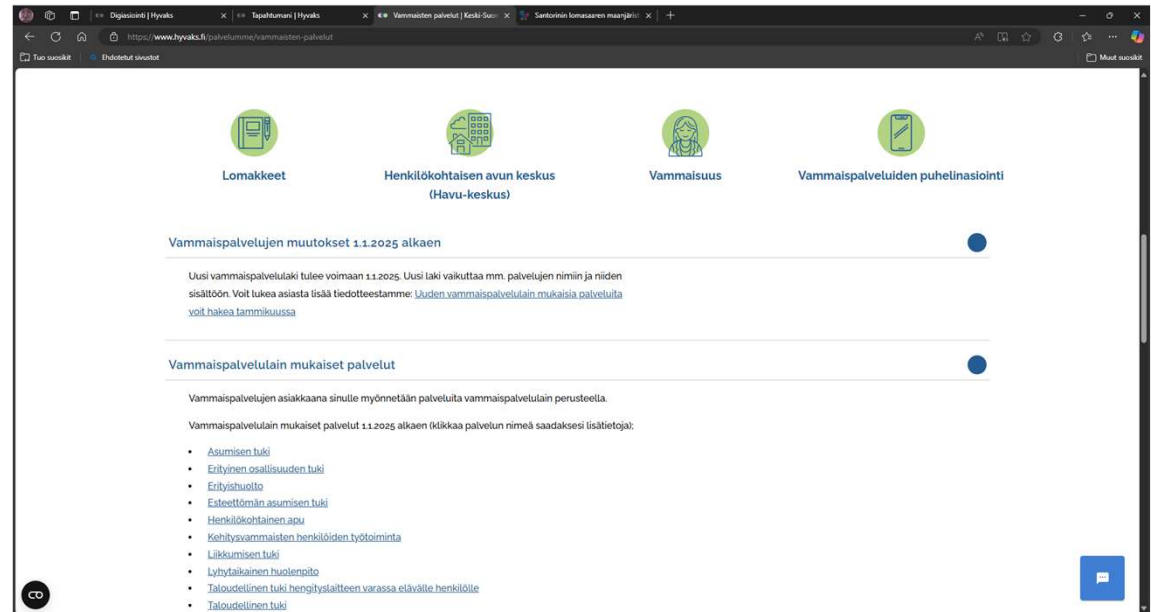 Digiasiointi | Hyvaks
Tapahtumani | Hyvaks
Vammaisten palvelut | Keski-Suom
Santorinin lomasaaren maanjärist
https://www.hyvaks.fi/palvelumme/vammaisten-palvelut
Tuo suosikit
Ehdotetut sivustot
Muut suosikit
Lomakkeet
Henkilökohtaisen avun keskus
(Havu-keskus)
Vammaisuus
Vammaispalveluiden puhelinasiointi
Vammaispalvelujen muutokset 1.1.2025 alkaen
Uusi vammaispalvelulaki tulee voimaan 1.1.2025. Uusi laki vaikuttaa mm. palvelujen nimiin ja niiden
sisältöön. Voit lukea asiasta lisää tiedotteestamme: Uuden vammaispalvelulain mukaisia palveluita
voit hakea tammikuussa
Vammaispalvelulain mukaiset palvelut
Vammaispalvelujen asiakkaana sinulle myönnetään palveluita vammaispalvelulain perusteella.
Vammaispalvelulain mukaiset palvelut 1.1.2025 alkaen (klikkaa palvelun nimeä saadaksesi lisätietoja);
• Asumisen tuki
• Erityinen osallisuuden tuki
• Erityishuolto
• Esteettömän asumisen tuki
• Henkilökohtainen apu
• Kehitysvammaisten henkilöiden työtoiminta
• Liikkumisen tuki
• Lyhytaikainen huolenpito
• Taloudellinen tuki hengityslaitteen varassa elävälle henkilölle
• Taloudellinen tuki